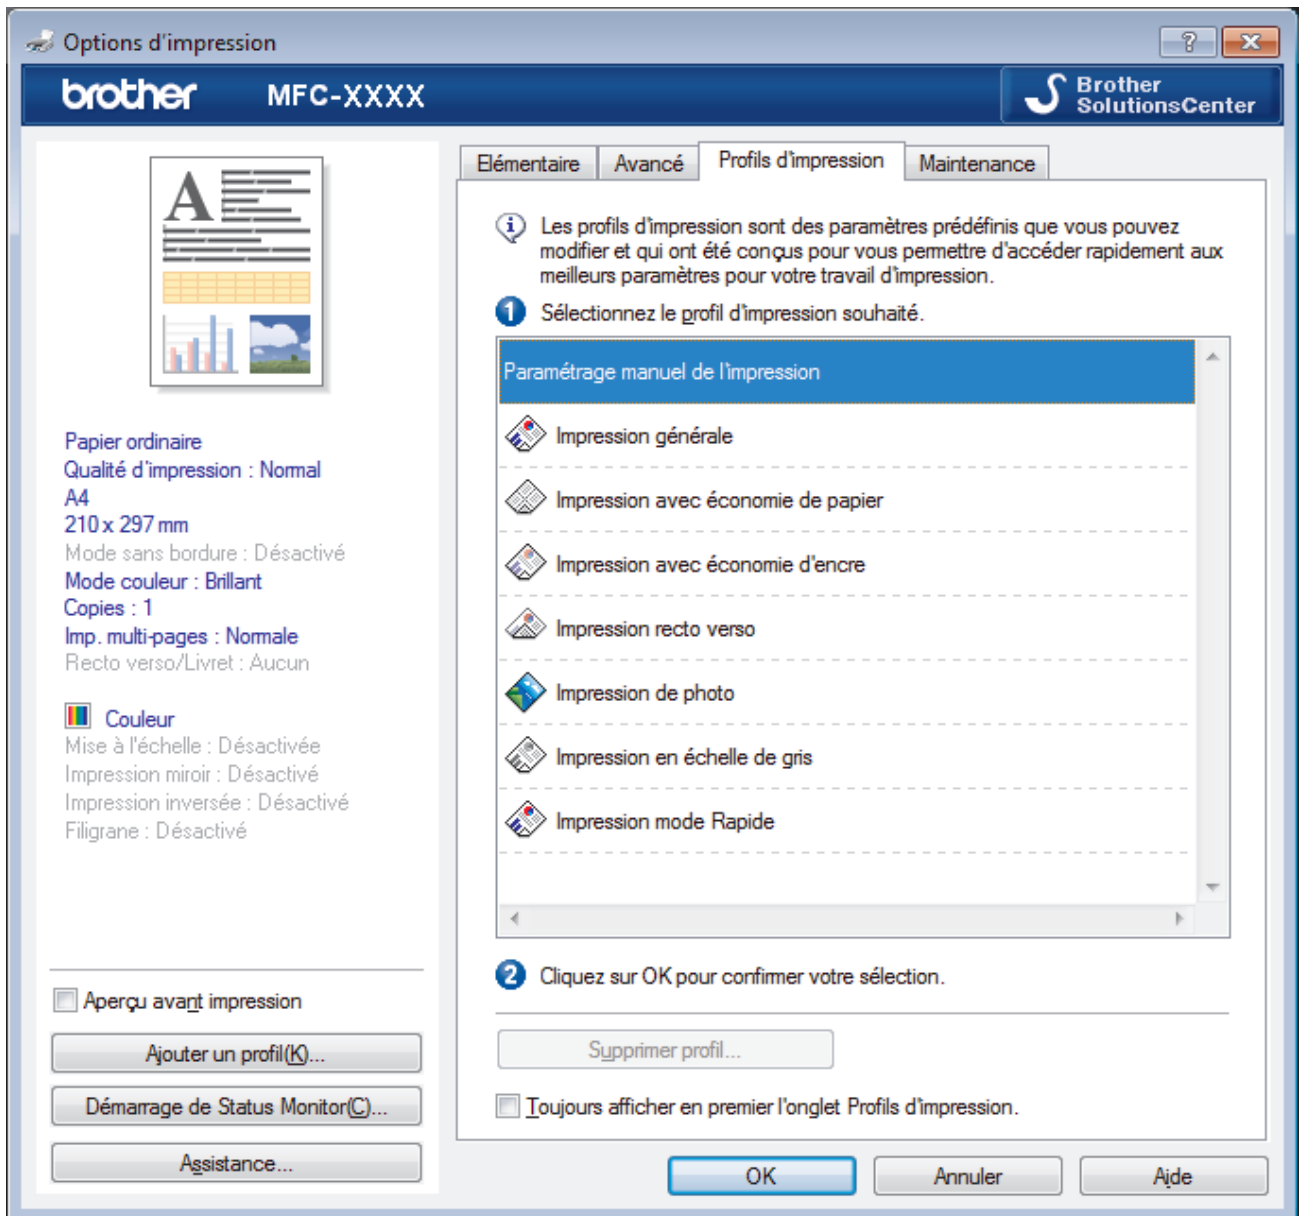 Options d'impression
brother MFC-XXXX
Brother
SolutionsCenter
Elémentaire Avancé Profils d'impression Maintenance
A
Papier ordinaire
Qualité d'impression : Normal
A4
210 x 297 mm
Mode sans bordure : Désactivé
Mode couleur : Brillant
Copies : 1
Imp. multi-pages : Normale
Recto verso/Livret : Aucun
Couleur
Mise à l'échelle : Désactivée
Impression miroir : Désactivé
Impression inversée : Désactivé
Filigrane : Désactivé
Aperçu avant impression
Ajouter un profil(K)...
Démarrage de Status Monitor(C)...
Assistance...
Les profils d'impression sont des paramètres prédéfinis que vous pouvez
modifier et qui ont été conçus pour vous permettre d'accéder rapidement aux
meilleurs paramètres pour votre travail d'impression.
1 Sélectionnez le profil d'impression souhaité.
Paramétrage manuel de l'impression
Impression générale
Impression avec économie de papier
Impression avec économie d'encre
Impression recto verso
Impression de photo
Impression en échelle de gris
Impression mode Rapide
2 Cliquez sur OK pour confirmer votre sélection.
Supprimer profil...
Toujours afficher en premier l'onglet Profils d'impression.
OK Annuler Aide